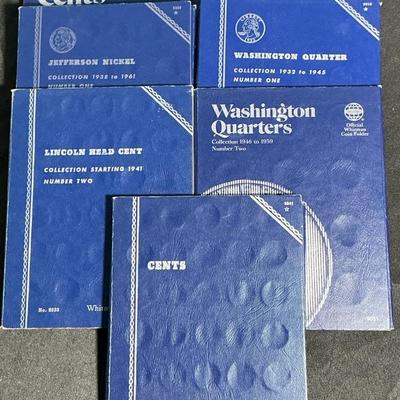 Cents
JEFFERSON NICKEL
COLLECTION 1938 to 1961
NUMBER ONE
WASHINGTON QUARTER
COLLECTION 1932 to 1945
NUMBER ONE
LINCOLN HEAD CENT
COLLECTION STARTING 1941
NUMBER TWO
Washington
Quarters
Collection 1946 to 1959
Number Two
Official
Whitman
Coin Folder
CENTS